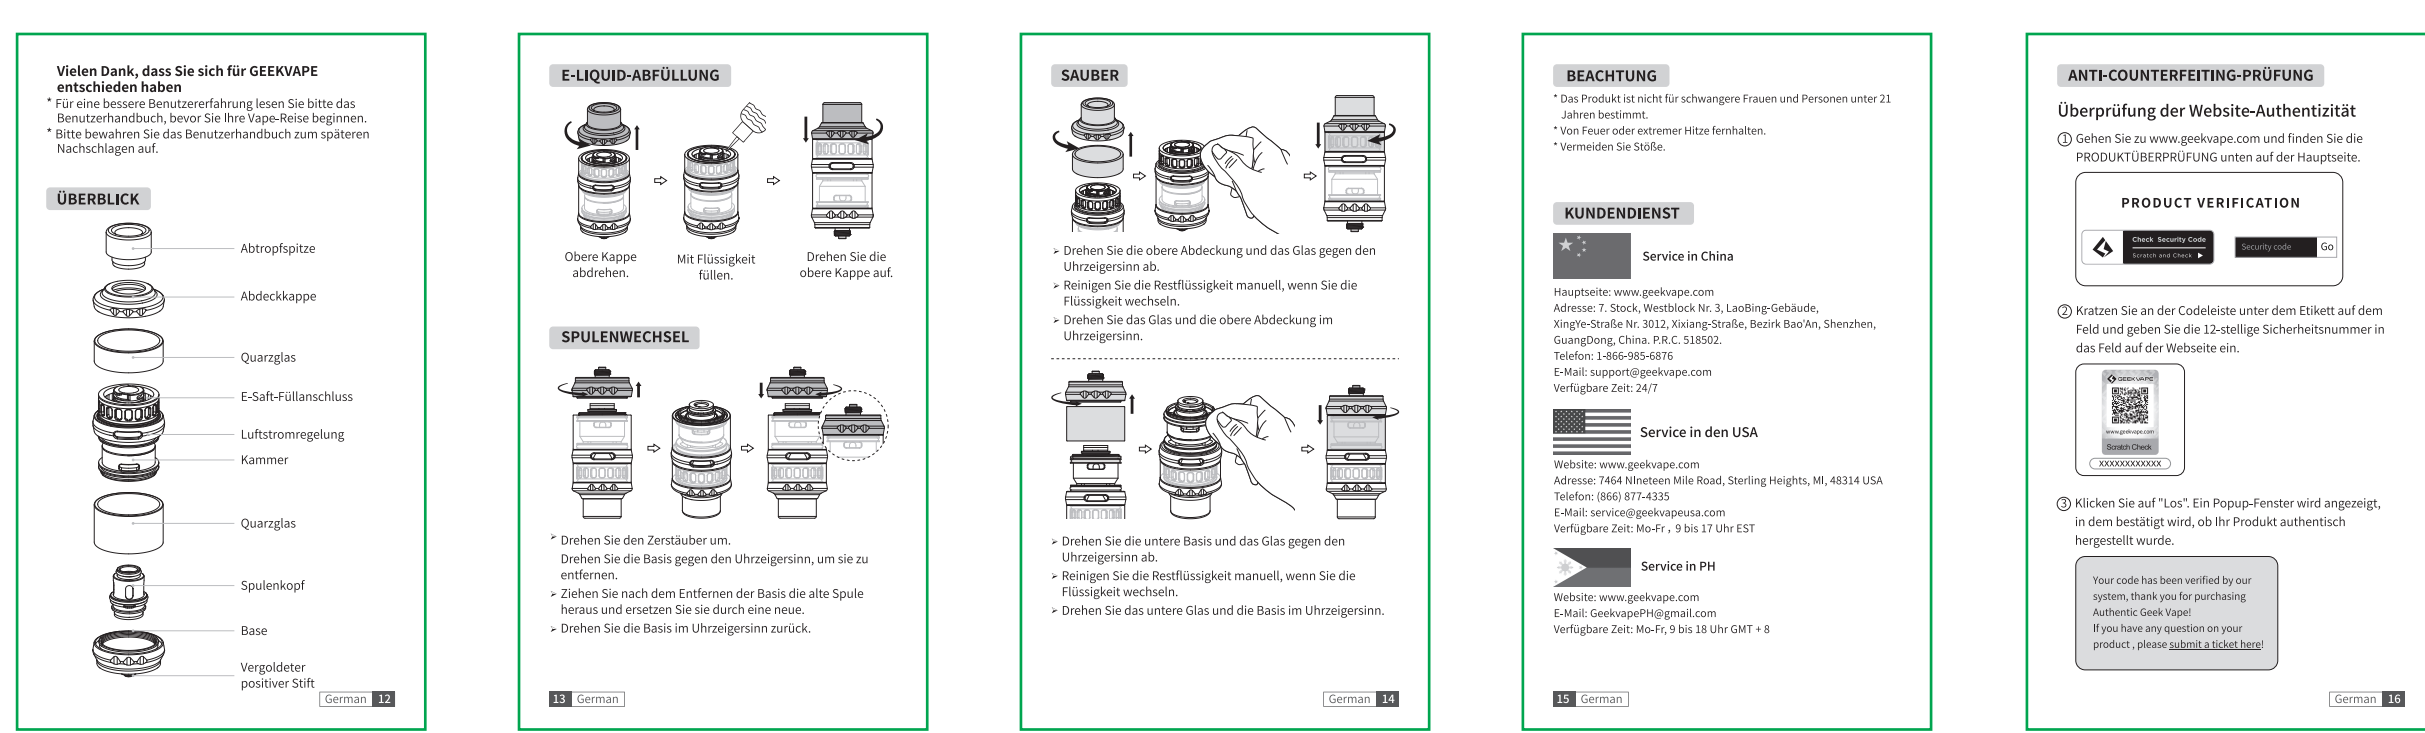 Vielen Dank, dass Sie sich für GEEKVAPE
entschieden haben
* Für eine bessere Benutzererfahrung lesen Sie bitte das
Benutzerhandbuch, bevor Sie Ihre Vape-Reise beginnen.
* Bitte bewahren Sie das Benutzerhandbuch zum späteren
Nachschlagen auf.
ÜBERBLICK
Abtropfspitze
Abdeckkappe
Quarzglas
E-Saft-Füllanschluss
Luftstromregelung
Kammer
Quarzglas
Spulenkopf
Base
Vergoldeter
positiver Stift
German 12
E-LIQUID-ABFÜLLUNG
Obere Kappe
abdrehen.
Mit Flüssigkeit
füllen.
Drehen Sie die
obere Kappe auf.
SPULENWECHSEL
➢ Drehen Sie den Zerstäuber um.
Drehen Sie die Basis gegen den Uhrzeigersinn, um sie zu
entfernen.
➢ Ziehen Sie nach dem Entfernen der Basis die alte Spule
heraus und ersetzen Sie sie durch eine neue.
➢ Drehen Sie die Basis im Uhrzeigersinn zurück.
13 German
SAUBER
➢ Drehen Sie die obere Abdeckung und das Glas gegen den
Uhrzeigersinn ab.
➢ Reinigen Sie die Restflüssigkeit manuell, wenn Sie die
Flüssigkeit wechseln.
➢ Drehen Sie das Glas und die obere Abdeckung im
Uhrzeigersinn.
➢ Drehen Sie die untere Basis und das Glas gegen den
Uhrzeigersinn ab.
➢ Reinigen Sie die Restflüssigkeit manuell, wenn Sie die
Flüssigkeit wechseln.
➢ Drehen Sie das untere Glas und die Basis im Uhrzeigersinn.
German 14
BEACHTUNG
* Das Produkt ist nicht für schwangere Frauen und Personen unter 21
Jahren bestimmt.
* Von Feuer oder extremer Hitze fernhalten.
* Vermeiden Sie Stöße.
KUNDENDIENST
Service in China
Hauptseite: www.geekvape.com
Adresse: 7. Stock, Westblock Nr. 3, LaoBing-Gebäude,
XingYe-Straße Nr. 3012, Xixiang-Straße, Bezirk Bao'An, Shenzhen,
GuangDong, China. P.R.C. 518502.
Telefon: 1-866-985-6876
E-Mail: support@geekvape.com
Verfügbare Zeit: 24/7
Service in den USA
Website: www.geekvape.com
Adresse: 7464 NIneteen Mile Road, Sterling Heights, MI, 48314 USA
Telefon: (866) 877-4335
E-Mail: service@geekvapeusa.com
Verfügbare Zeit: Mo-Fr , 9 bis 17 Uhr EST
Service in PH
Website: www.geekvape.com
E-Mail: GeekvapePH@gmail.com
Verfügbare Zeit: Mo-Fr, 9 bis 18 Uhr GMT + 8
15 German
ANTI-COUNTERFEITING-PRÜFUNG
Überprüfung der Website-Authentizität
① Gehen Sie zu www.geekvape.com und finden Sie die
PRODUKTÜBERPRÜFUNG unten auf der Hauptseite.
PRODUCT VERIFICATION
Check Security Code
Scratch and Check ▶
Security code Go
② Kratzen Sie an der Codeleiste unter dem Etikett auf dem
Feld und geben Sie die 12-stellige Sicherheitsnummer in
das Feld auf der Webseite ein.
GEEKVAPE
www.geekvape.com
Scratch Check
XXXXXXXXXXXX
③ Klicken Sie auf "Los". Ein Popup-Fenster wird angezeigt,
in dem bestätigt wird, ob Ihr Produkt authentisch
hergestellt wurde.
Your code has been verified by our
system, thank you for purchasing
Authentic Geek Vape!
If you have any question on your
product , please submit a ticket here!
German 16